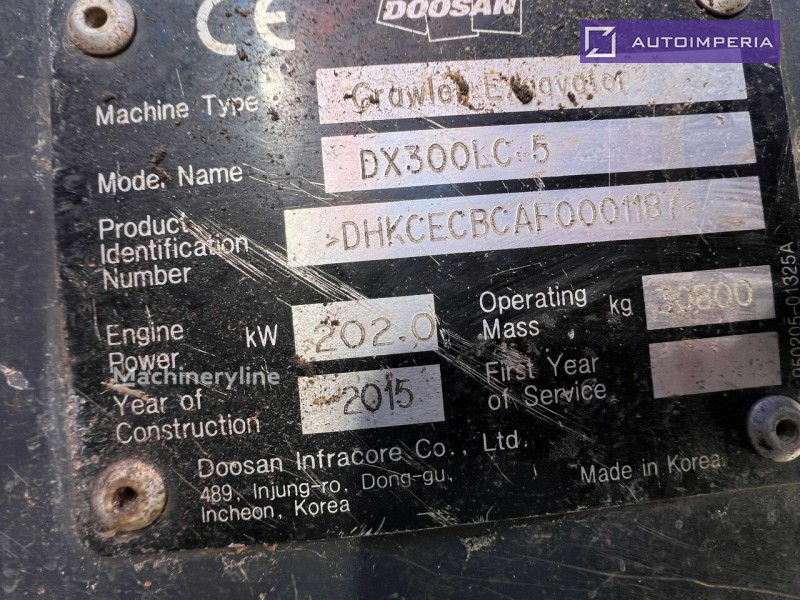 CE
DOOSAN
AUTOIMPERIA
Machine Type Crawler Excavator
Model Name DX300LC-5
Product
Identification >DHKCECBCAF0001187<
Number
Engine
Power kW 202.0
Operating
Mass kg 30800
Machineryline
Year of
Construction 2015
First Year
of Service
Doosan Infracore Co., Ltd.
489, Injung-ro, Dong-gu,
Incheon, Korea
Made in Korea
950205-01325A